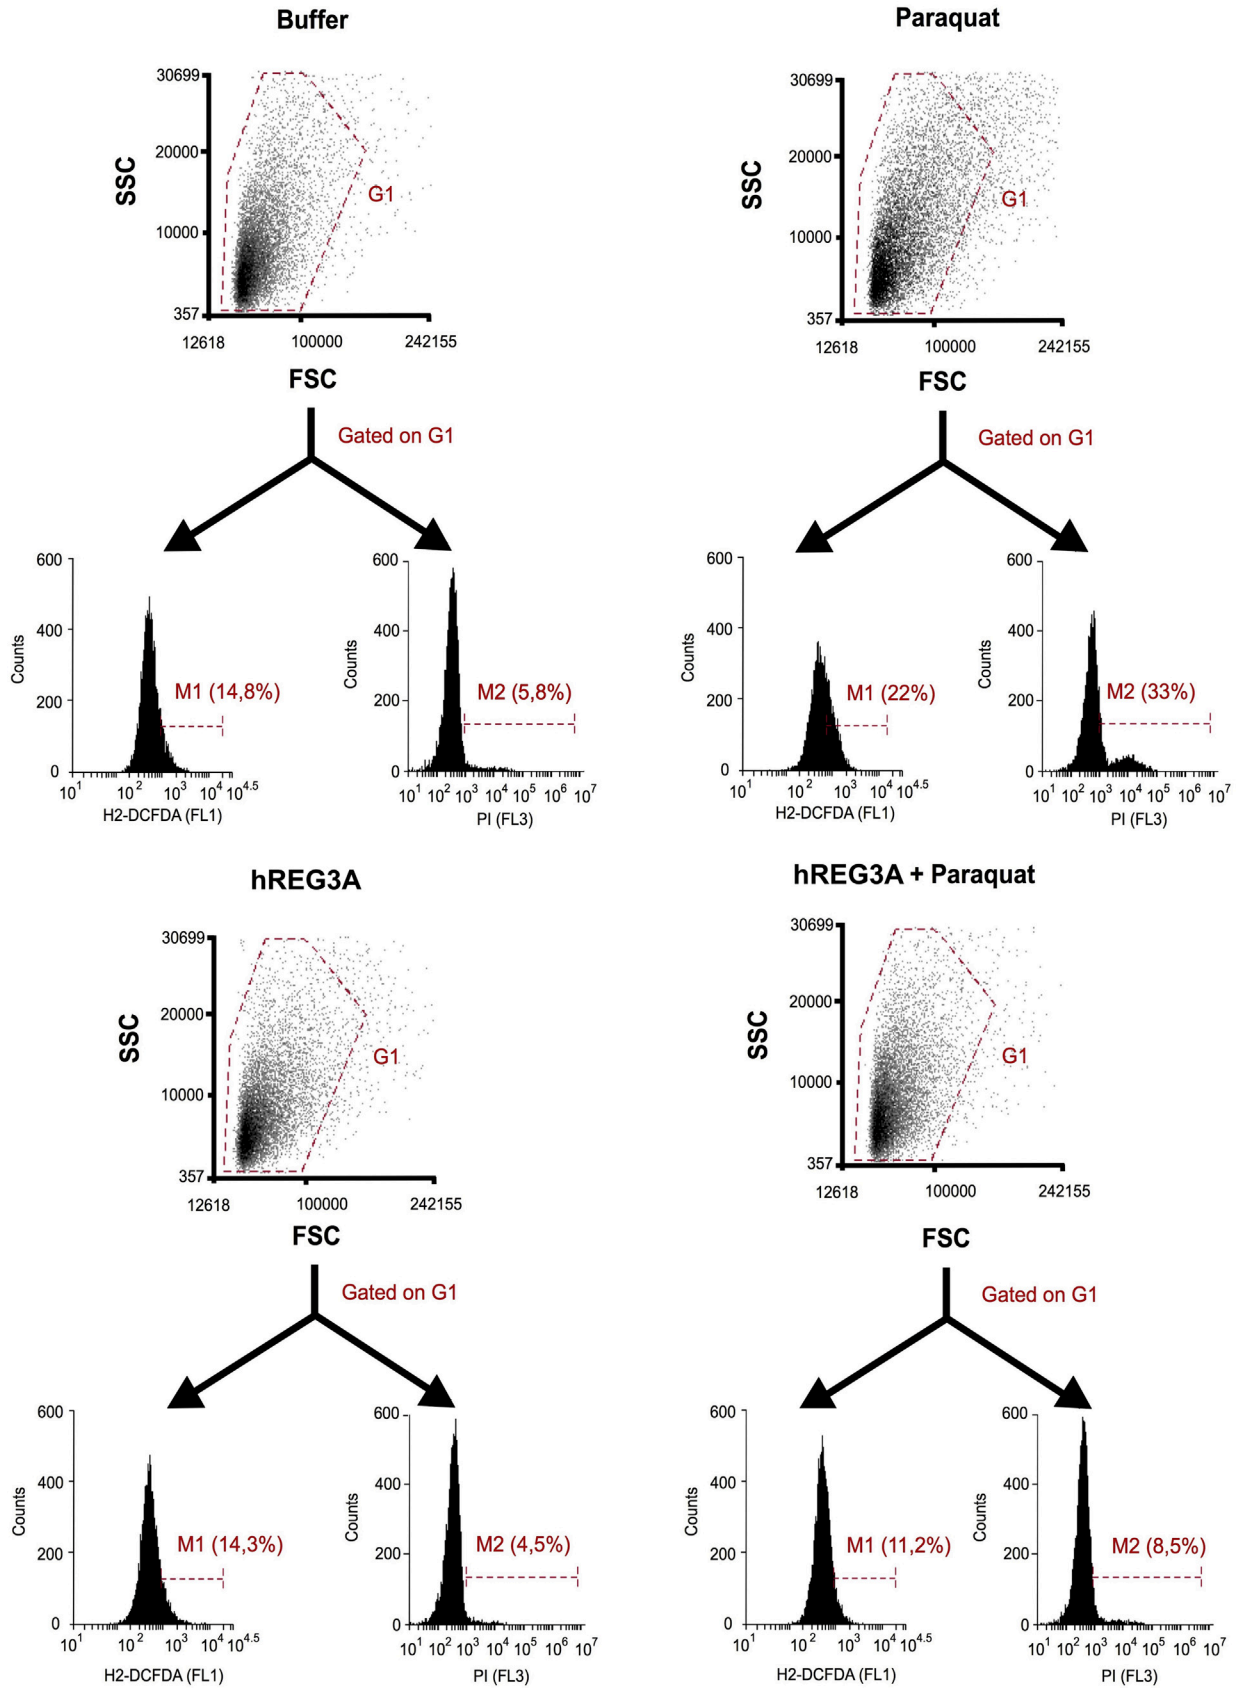 Buffer
Paraquat
30699
20000
10000
357
SSC
G1
12618 100000 242155
FSC
30699
20000
10000
357
SSC
G1
12618 100000 242155
FSC
Gated on G1
Gated on G1
600
400
200
0
Counts
M1 (14,8%)
10¹ 10² 10³ 10⁴ 10⁴·⁵
H2-DCFDA (FL1)
600
400
200
0
Counts
M2 (5,8%)
10¹ 10² 10³ 10⁴ 10⁵ 10⁶ 10⁷
PI (FL3)
600
400
200
0
Counts
M1 (22%)
10¹ 10² 10³ 10⁴ 10⁴·⁵
H2-DCFDA (FL1)
600
400
200
0
Counts
M2 (33%)
10¹ 10² 10³ 10⁴ 10⁵ 10⁶ 10⁷
PI (FL3)
hREG3A
hREG3A + Paraquat
30699
20000
10000
357
SSC
G1
12618 100000 242155
FSC
30699
20000
10000
357
SSC
G1
12618 100000 242155
FSC
Gated on G1
Gated on G1
600
400
200
0
Counts
M1 (14,3%)
10¹ 10² 10³ 10⁴ 10⁴·⁵
H2-DCFDA (FL1)
600
400
200
0
Counts
M2 (4,5%)
10¹ 10² 10³ 10⁴ 10⁵ 10⁶ 10⁷
PI (FL3)
600
400
200
0
Counts
M1 (11,2%)
10¹ 10² 10³ 10⁴ 10⁴·⁵
H2-DCFDA (FL1)
600
400
200
0
Counts
M2 (8,5%)
10¹ 10² 10³ 10⁴ 10⁵ 10⁶ 10⁷
PI (FL3)